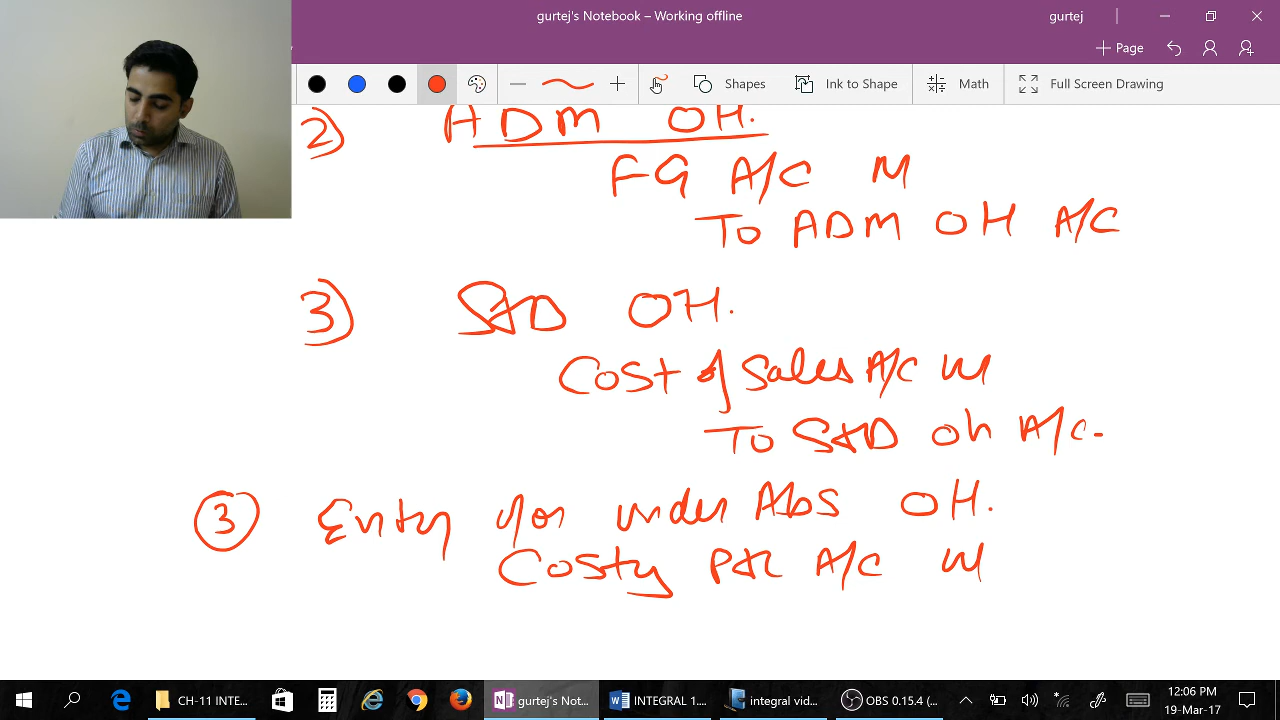 gurtej's Notebook – Working offline
gurtej
Page
Shapes
Ink to Shape
Math
Full Screen Drawing
2) ADM OH.
FG A/C Dr
To ADM OH A/C
3) S&D OH.
Cost of Sales A/C Dr
To S&D Oh A/C.
3 Entry for under Abs OH.
Costg P&L A/C Dr
CH-11 INTE...
gurtej's Not...
INTEGRAL 1....
integral vid...
OBS 0.15.4 (...
12:06 PM
19-Mar-17